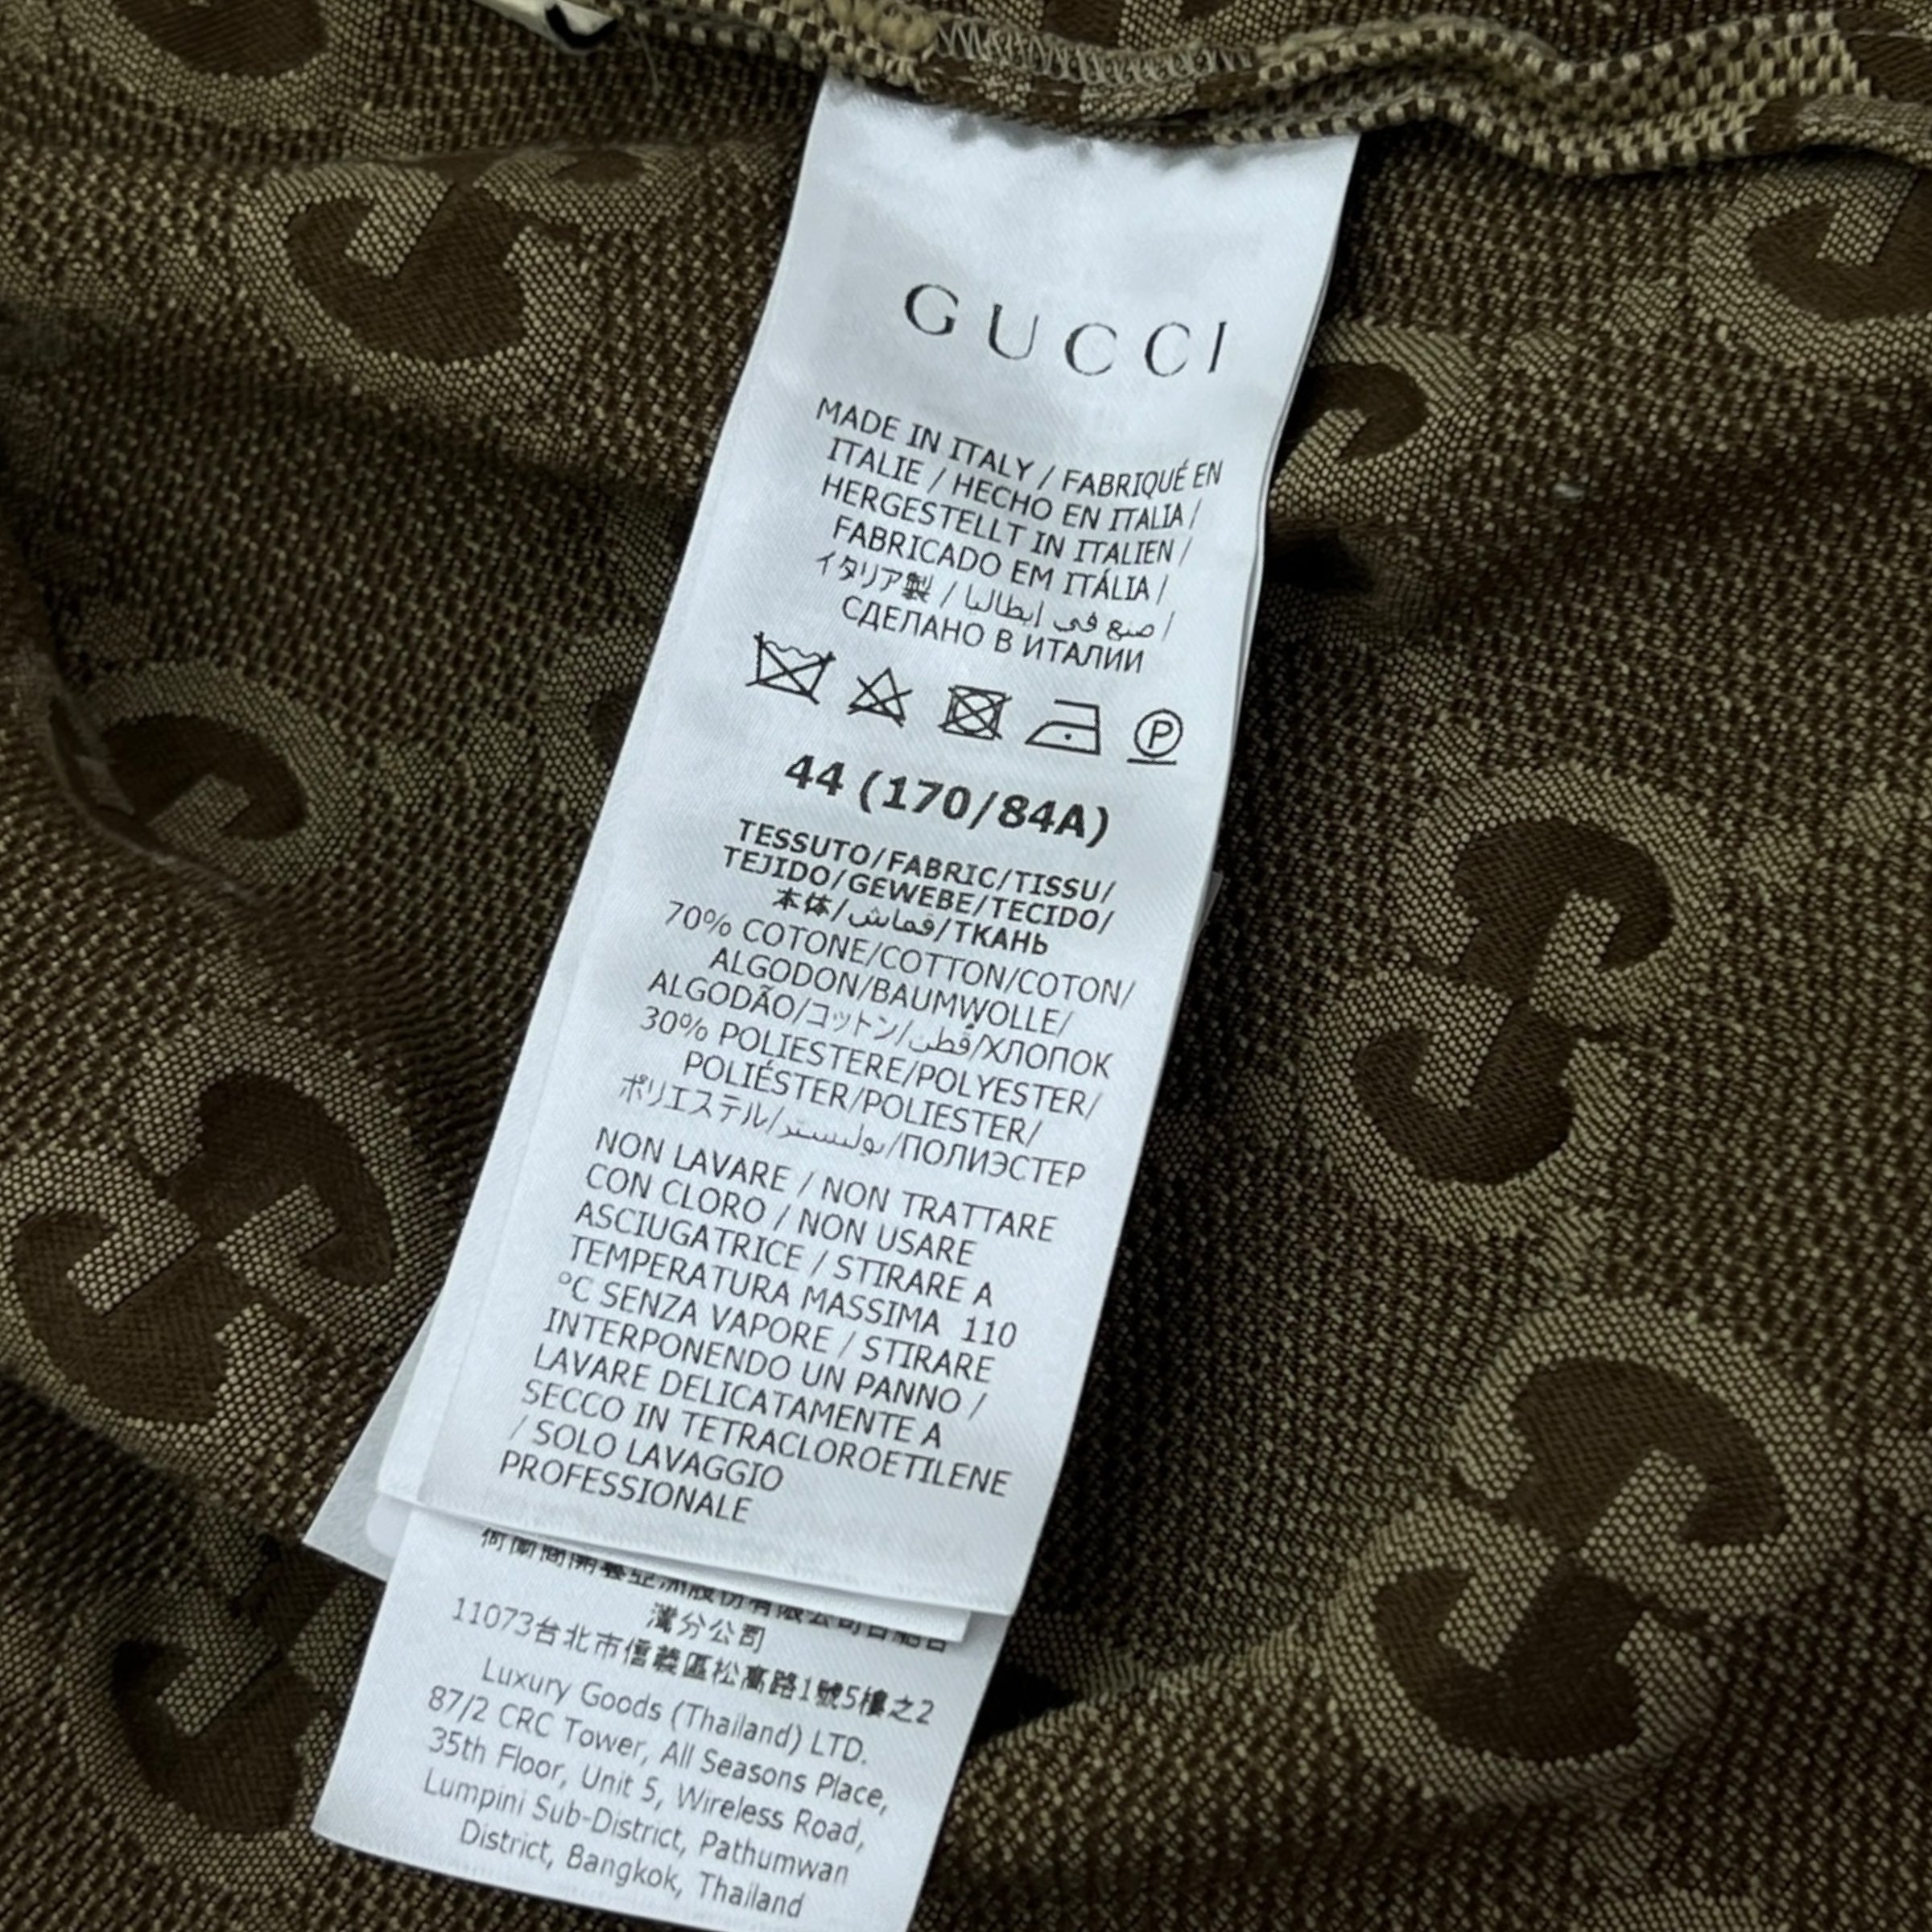 GUCCI
MADE IN ITALY / FABRIQUÉ EN
ITALIE / HECHO EN ITALIA /
HERGESTELLT IN ITALIEN /
FABRICADO EM ITÁLIA /
イタリア製 / صنع في إيطاليا /
СДЕЛАНО В ИТАЛИИ
P
44 (170/84A)
TESSUTO/FABRIC/TISSU/
TEJIDO/GEWEBE/TECIDO/
本体/قماش/ТКАНЬ
70% COTONE/COTTON/COTON/
ALGODON/BAUMWOLLE/
ALGODÃO/コットン/قطن/ХЛОПОК
30% POLIESTERE/POLYESTER/
POLIÉSTER/POLIESTER/
ポリエステル/بوليستر/ПОЛИЭСТЕР
NON LAVARE / NON TRATTARE
CON CLORO / NON USARE
ASCIUGATRICE / STIRARE A
TEMPERATURA MASSIMA 110
°C SENZA VAPORE / STIRARE
INTERPONENDO UN PANNO /
LAVARE DELICATAMENTE A
SECCO IN TETRACLOROETILENE
/ SOLO LAVAGGIO
PROFESSIONALE
灣分公司
11073台北市信義區松高路1號5樓之2
Luxury Goods (Thailand) LTD.
87/2 CRC Tower, All Seasons Place,
35th Floor, Unit 5, Wireless Road,
Lumpini Sub-District, Pathumwan
District, Bangkok, Thailand